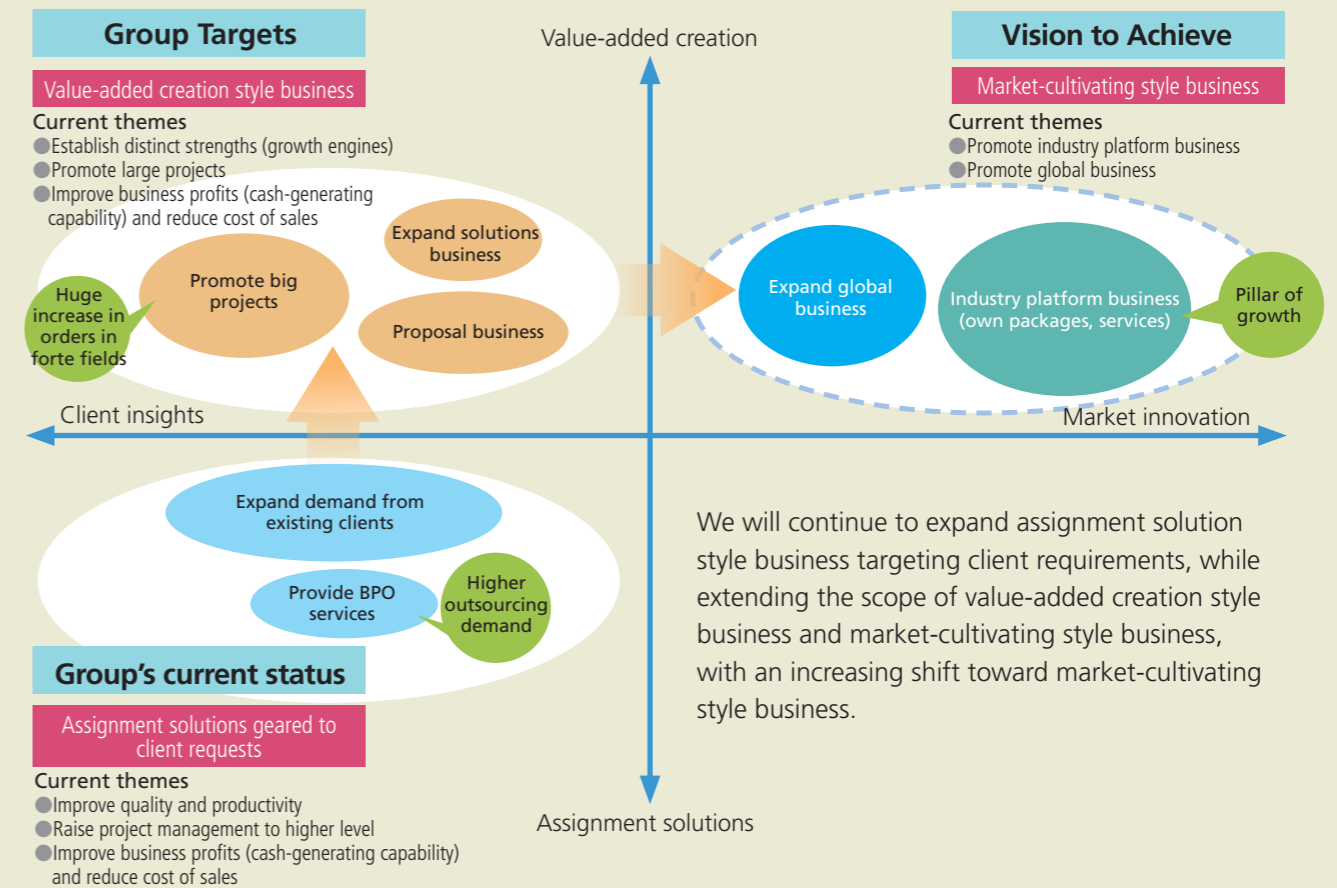 Group Targets
Value-added creation style business
Current themes
●Establish distinct strengths (growth engines)
●Promote large projects
●Improve business profits (cash-generating
capability) and reduce cost of sales
Value-added creation
Vision to Achieve
Market-cultivating style business
Current themes
●Promote industry platform business
●Promote global business
Expand solutions
business
Promote big
projects
Proposal business
Huge
increase in
orders in
forte fields
Expand global
business
Industry platform business
(own packages, services)
Pillar of
growth
Client insights
Market innovation
Expand demand from
existing clients
Provide BPO
services
Higher
outsourcing
demand
We will continue to expand assignment solution
style business targeting client requirements, while
extending the scope of value-added creation style
business and market-cultivating style business,
with an increasing shift toward market-cultivating
style business.
Group's current status
Assignment solutions geared to
client requests
Current themes
●Improve quality and productivity
●Raise project management to higher level
●Improve business profits (cash-generating capability)
and reduce cost of sales
Assignment solutions